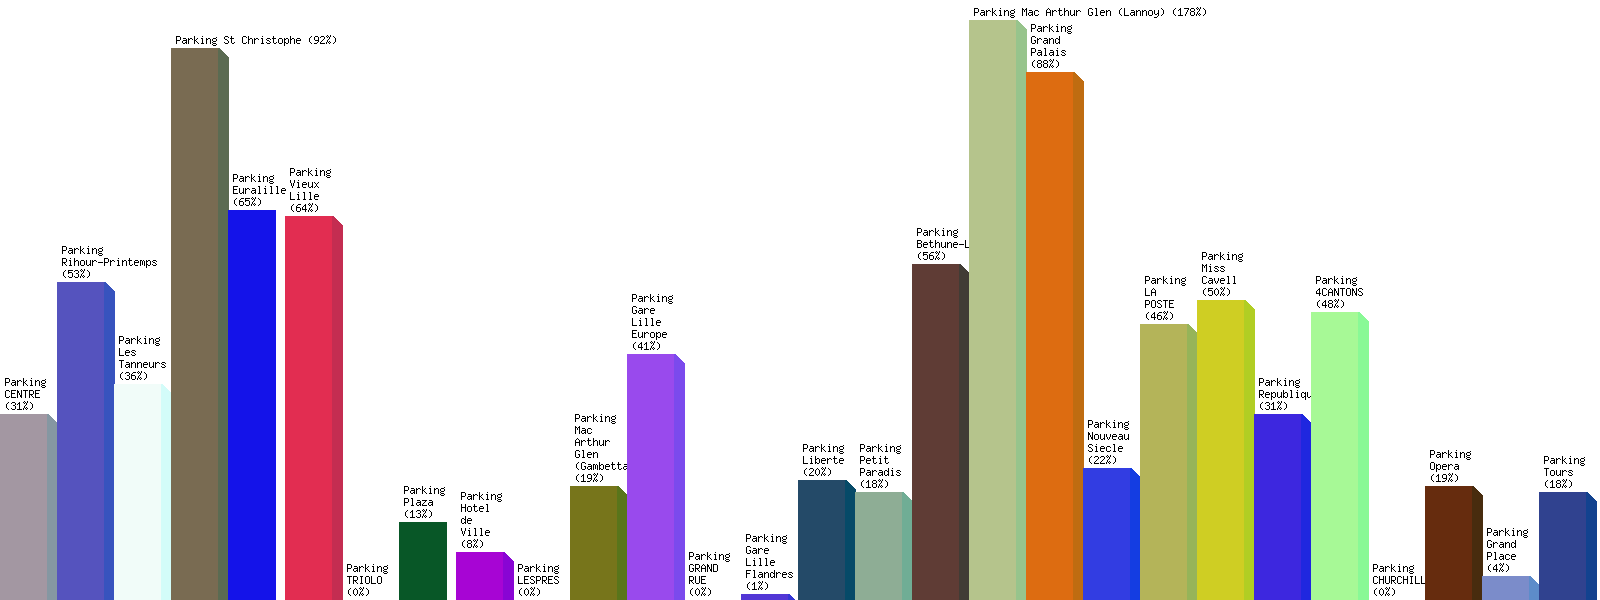 Parking
CENTRE
(31%)
Parking
Rihour-Printemps
(53%)
Parking
Les
Tanneurs
(36%)
Parking St Christophe (92%)
Parking
Euralille
(65%)
Parking
Vieux
Lille
(64%)
Parking
TRIOLO
(0%)
Parking
Plaza
(13%)
Parking
Hotel
de
Ville
(8%)
Parking
LESPRES
(0%)
Parking
Mac
Arthur
Glen
(Gambetta
(19%)
Parking
Gare
Lille
Europe
(41%)
Parking
GRAND
RUE
(0%)
Parking
Gare
Lille
Flandres
(1%)
Parking
Liberte
(20%)
Parking
Petit
Paradis
(18%)
Parking
Bethune-L
(56%)
Parking Mac Arthur Glen (Lannoy) (178%)
Parking
Grand
Palais
(88%)
Parking
Nouveau
Siecle
(22%)
Parking
LA
POSTE
(46%)
Parking
Miss
Cavell
(50%)
Parking
Republiqu
(31%)
Parking
4CANTONS
(48%)
Parking
CHURCHILL
(0%)
Parking
Opera
(19%)
Parking
Grand
Place
(4%)
Parking
Tours
(18%)